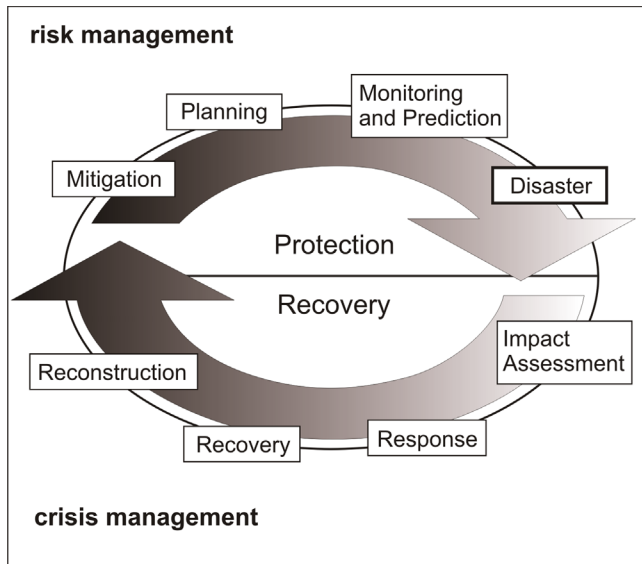 risk management
Planning
Monitoring
and Prediction
Mitigation
Disaster
Protection
Recovery
Impact
Assessment
Reconstruction
Recovery
Response
crisis management